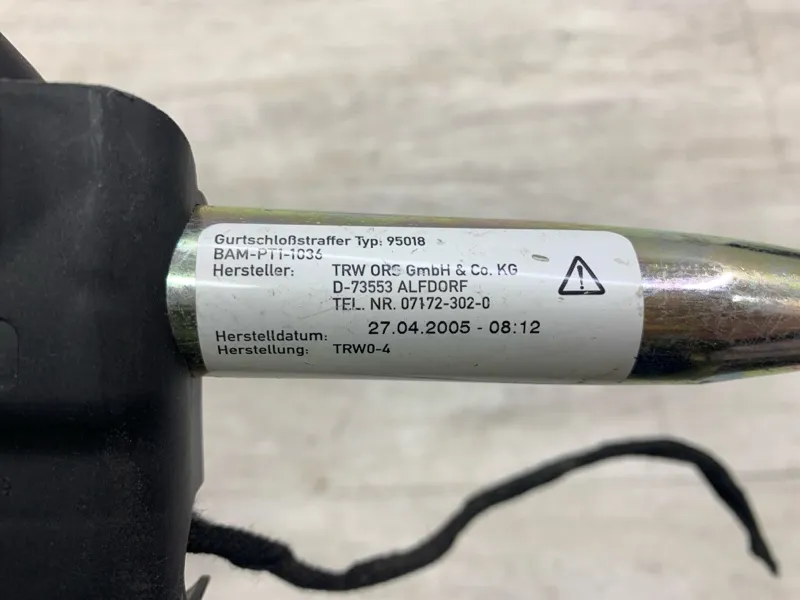 Gurtschloßstraffer Typ: 95018
BAM-PT1-1036
Hersteller: TRW ORS GmbH & Co. KG
D-73553 ALFDORF
TEL. NR. 07172-302-0
Herstelldatum: 27.04.2005 - 08:12
Herstellung: TRW0-4